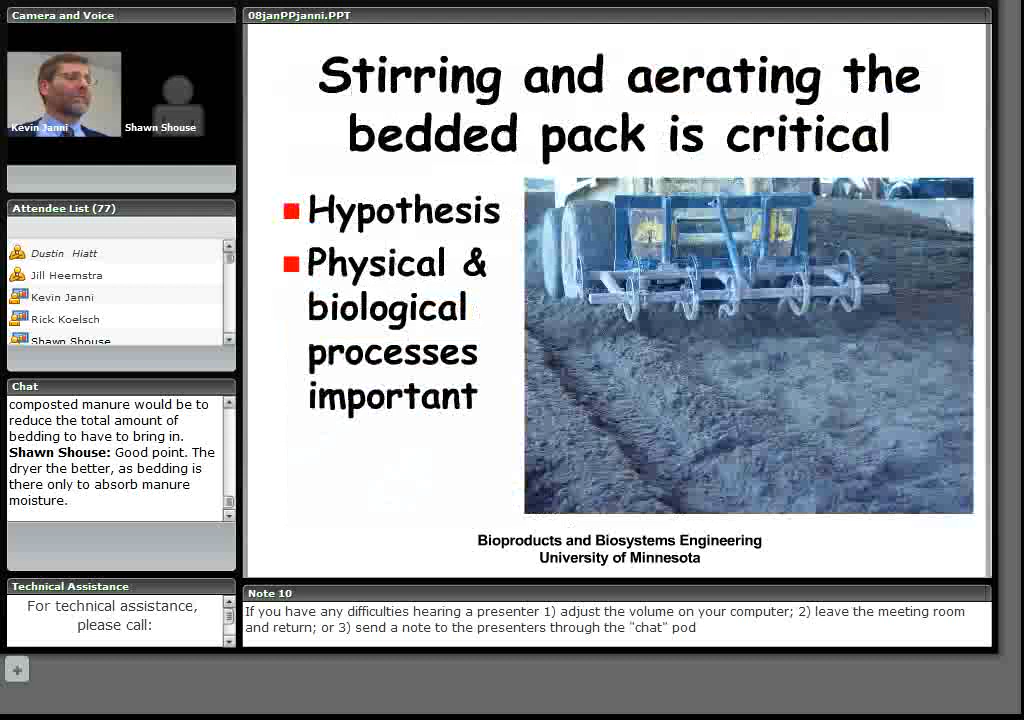 Camera and Voice
Kevin Janni
Shawn Shouse
Attendee List (77)
Dustin Hiatt
Jill Heemstra
Kevin Janni
Rick Koelsch
Shawn Shouse
Chat
composted manure would be to
reduce the total amount of
bedding to have to bring in.
Shawn Shouse: Good point. The
dryer the better, as bedding is
there only to absorb manure
moisture.
Technical Assistance
For technical assistance,
please call:
08janPPjanni.PPT
Stirring and aerating the
bedded pack is critical
Hypothesis
Physical &
biological
processes
important
Bioproducts and Biosystems Engineering
University of Minnesota
Note 10
If you have any difficulties hearing a presenter 1) adjust the volume on your computer; 2) leave the meeting room
and return; or 3) send a note to the presenters through the "chat" pod